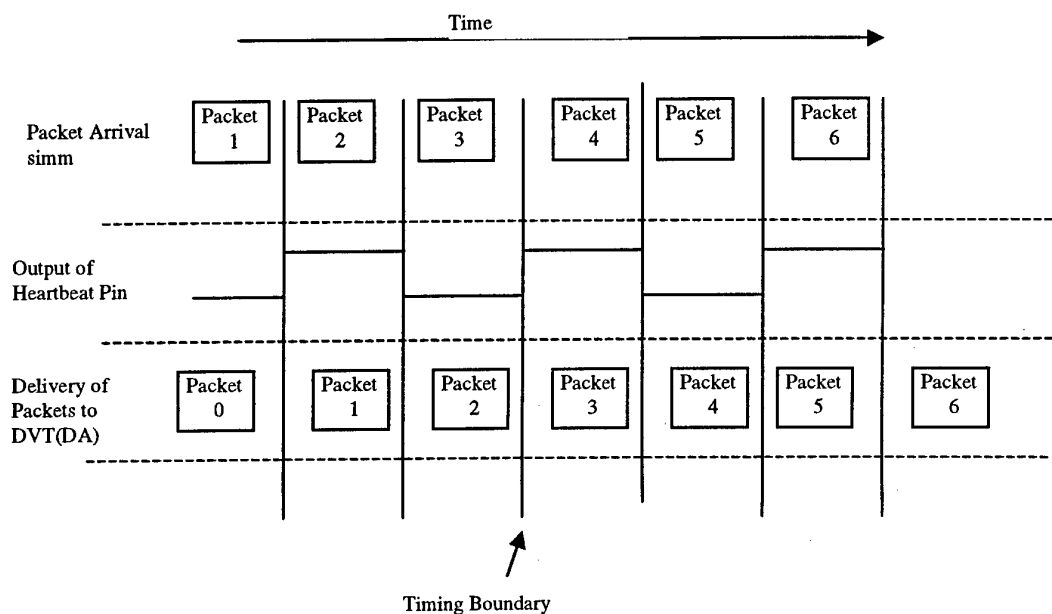 Time
Packet Arrival
simm
Packet
1
Packet
2
Packet
3
Packet
4
Packet
5
Packet
6
Output of
Heartbeat Pin
Delivery of
Packets to
DVT(DA)
Packet
0
Packet
1
Packet
2
Packet
3
Packet
4
Packet
5
Packet
6
Timing Boundary